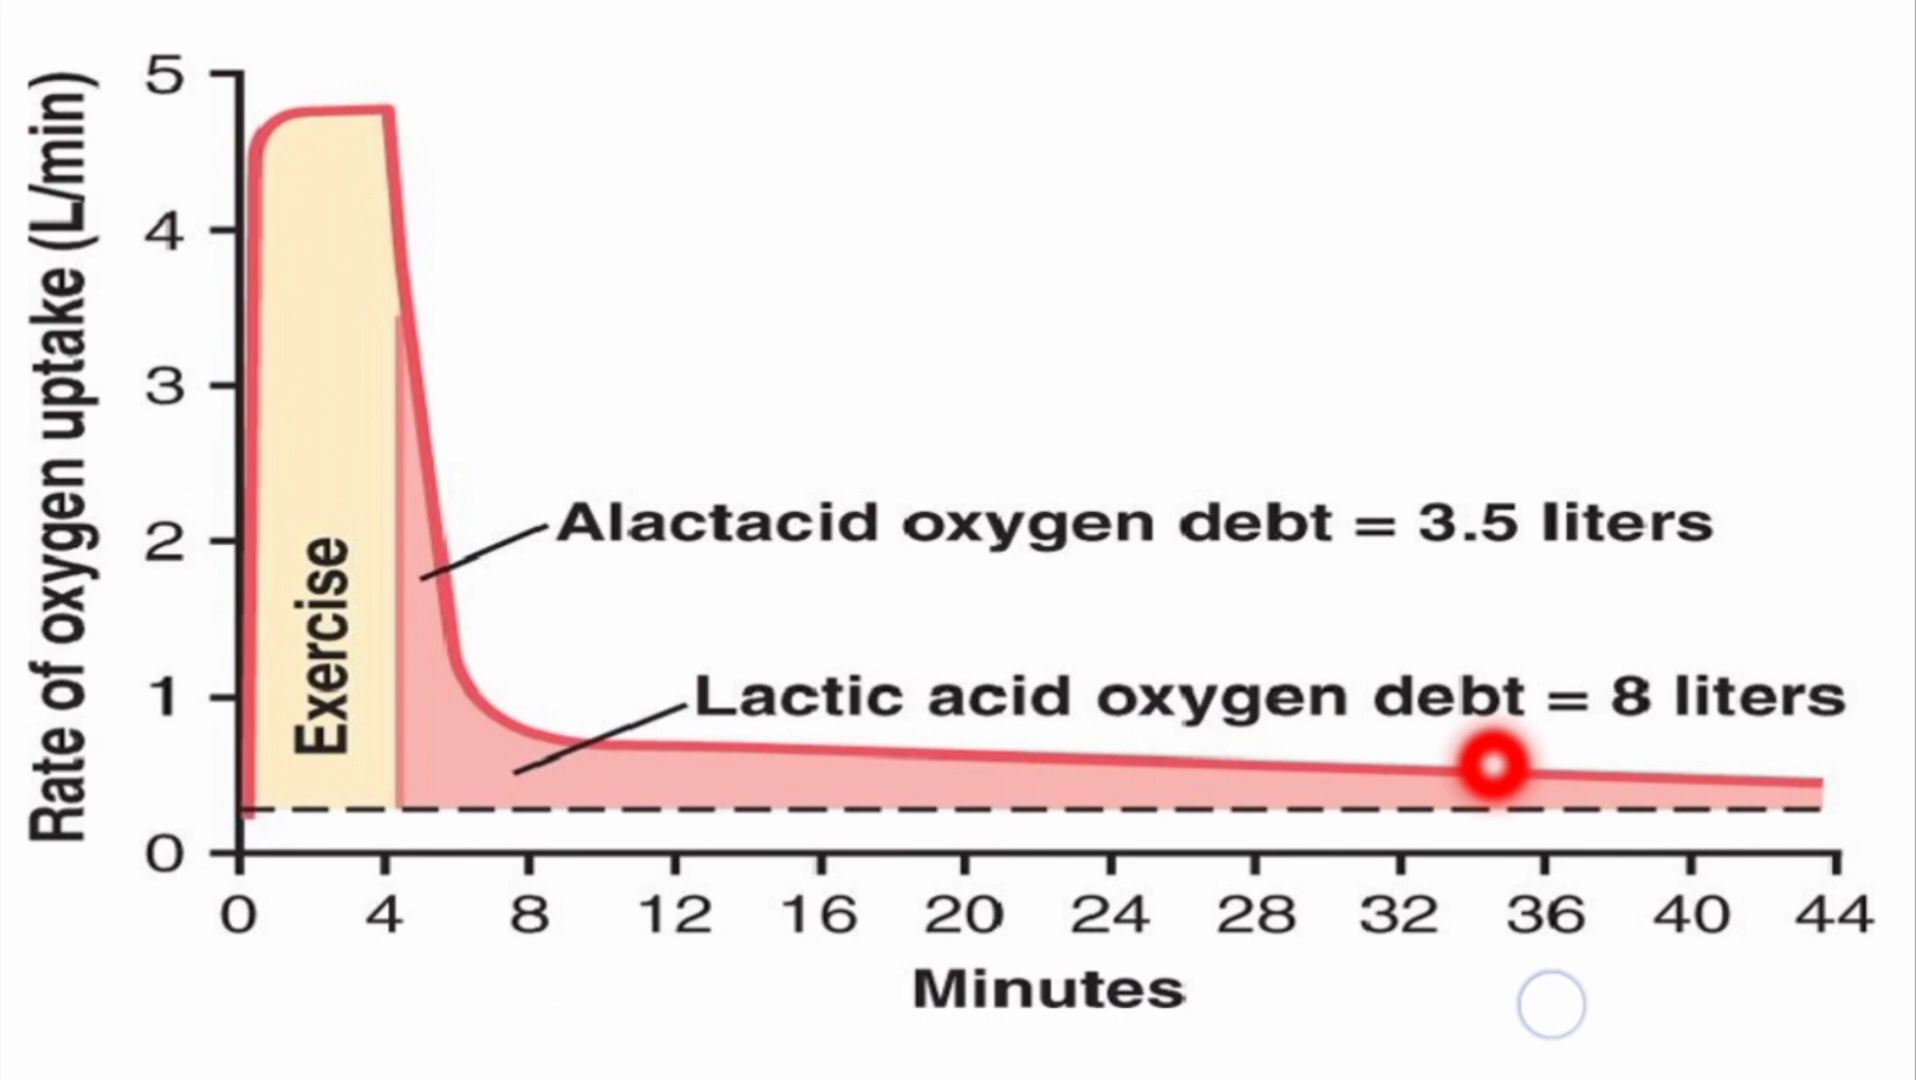 Rate of oxygen uptake (L/min)
5
4
3
2
1
0
Exercise
Alactacid oxygen debt = 3.5 liters
Lactic acid oxygen debt = 8 liters
0 4 8 12 16 20 24 28 32 36 40 44
Minutes